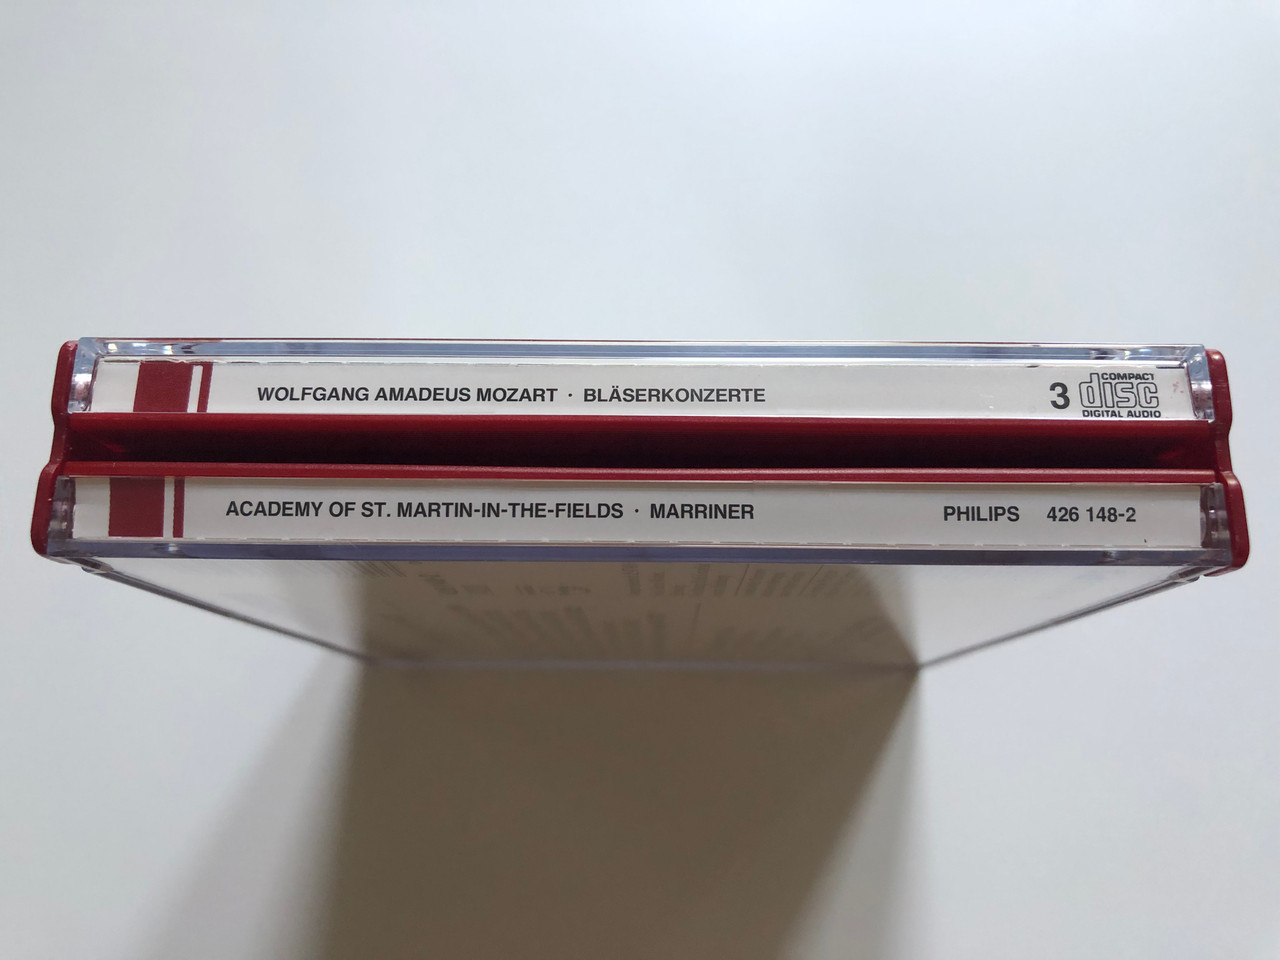 WOLFGANG AMADEUS MOZART · BLÄSERKONZERTE 3 COMPACT disc DIGITAL AUDIO
ACADEMY OF ST. MARTIN-IN-THE-FIELDS · MARRINER PHILIPS 426 148-2